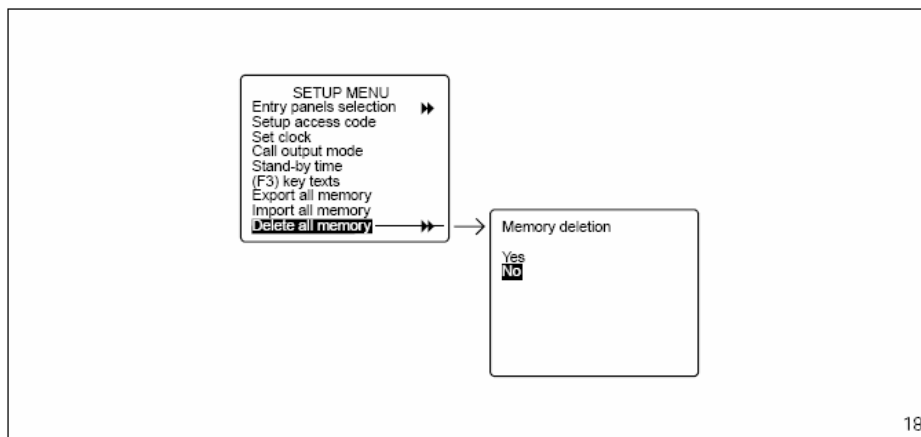 SETUP MENU
Entry panels selection
Setup access code
Set clock
Call output mode
Stand-by time
(F3) key texts
Export all memory
Import all memory
Delete all memory
Memory deletion
Yes
No
18